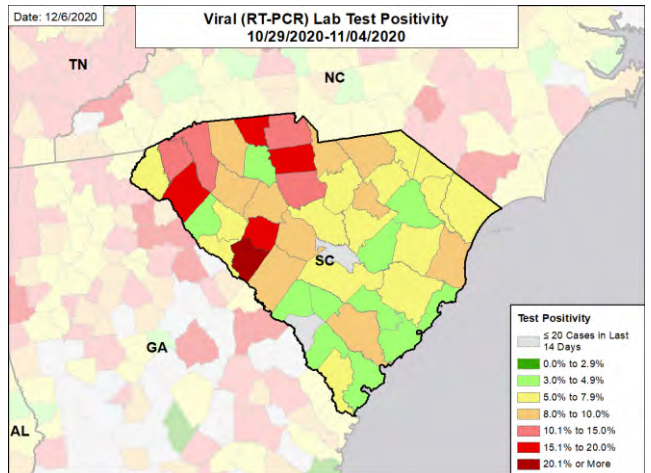 Date: 12/6/2020
Viral (RT-PCR) Lab Test Positivity
10/29/2020-11/04/2020
TN
NC
SC
GA
AL
Test Positivity
≤ 20 Cases in Last
14 Days
0.0% to 2.9%
3.0% to 4.9%
5.0% to 7.9%
8.0% to 10.0%
10.1% to 15.0%
15.1% to 20.0%
20.1% or More